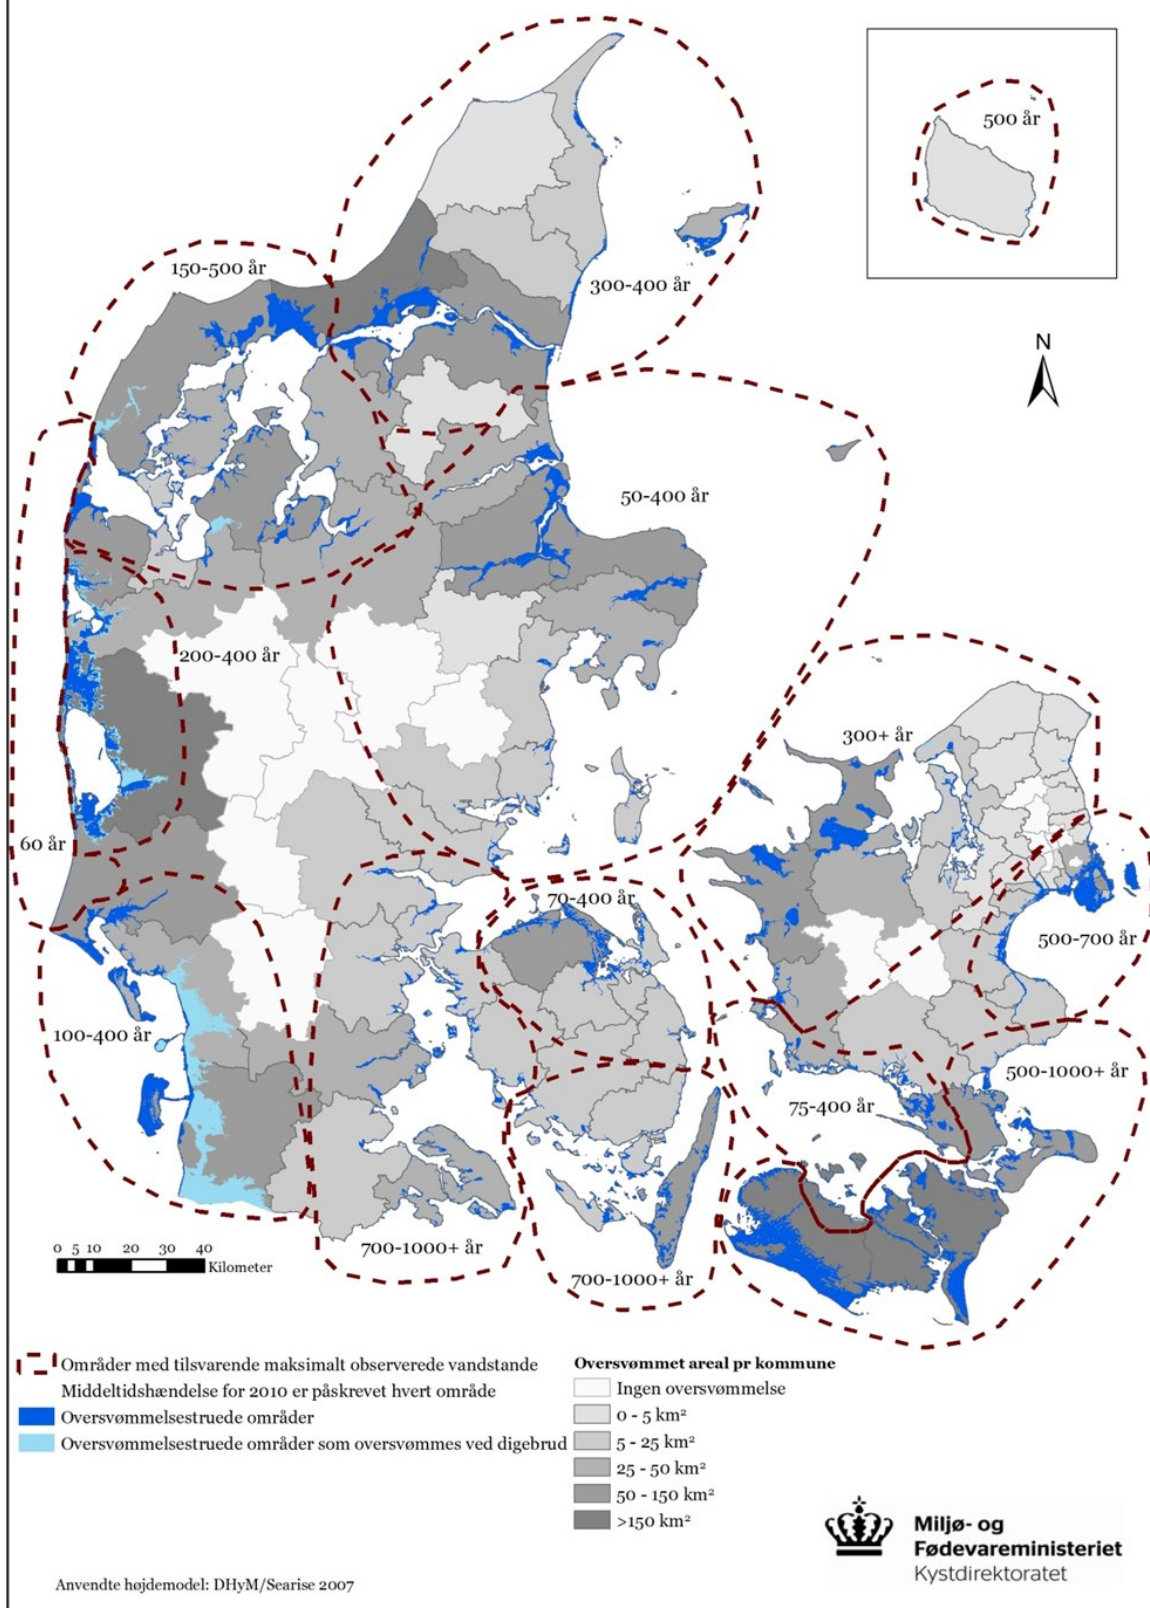 500 år
150-500 år
300-400 år
N
50-400 år
200-400 år
300+ år
60 år
70-400 år
500-700 år
100-400 år
500-1000+ år
75-400 år
700-1000+ år
700-1000+ år
0 5 10 20 30 40
Kilometer
Områder med tilsvarende maksimalt observerede vandstande
Middeltidshændelse for 2010 er påskrevet hvert område
Oversvømmelsestruede områder
Oversvømmelsestruede områder som oversvømmes ved digebrud
Oversvømmet areal pr kommune
Ingen oversvømmelse
0 - 5 km²
5 - 25 km²
25 - 50 km²
50 - 150 km²
>150 km²
Miljø- og
Fødevareministeriet
Kystdirektoratet
Anvendte højdemodel: DHyM/Searise 2007